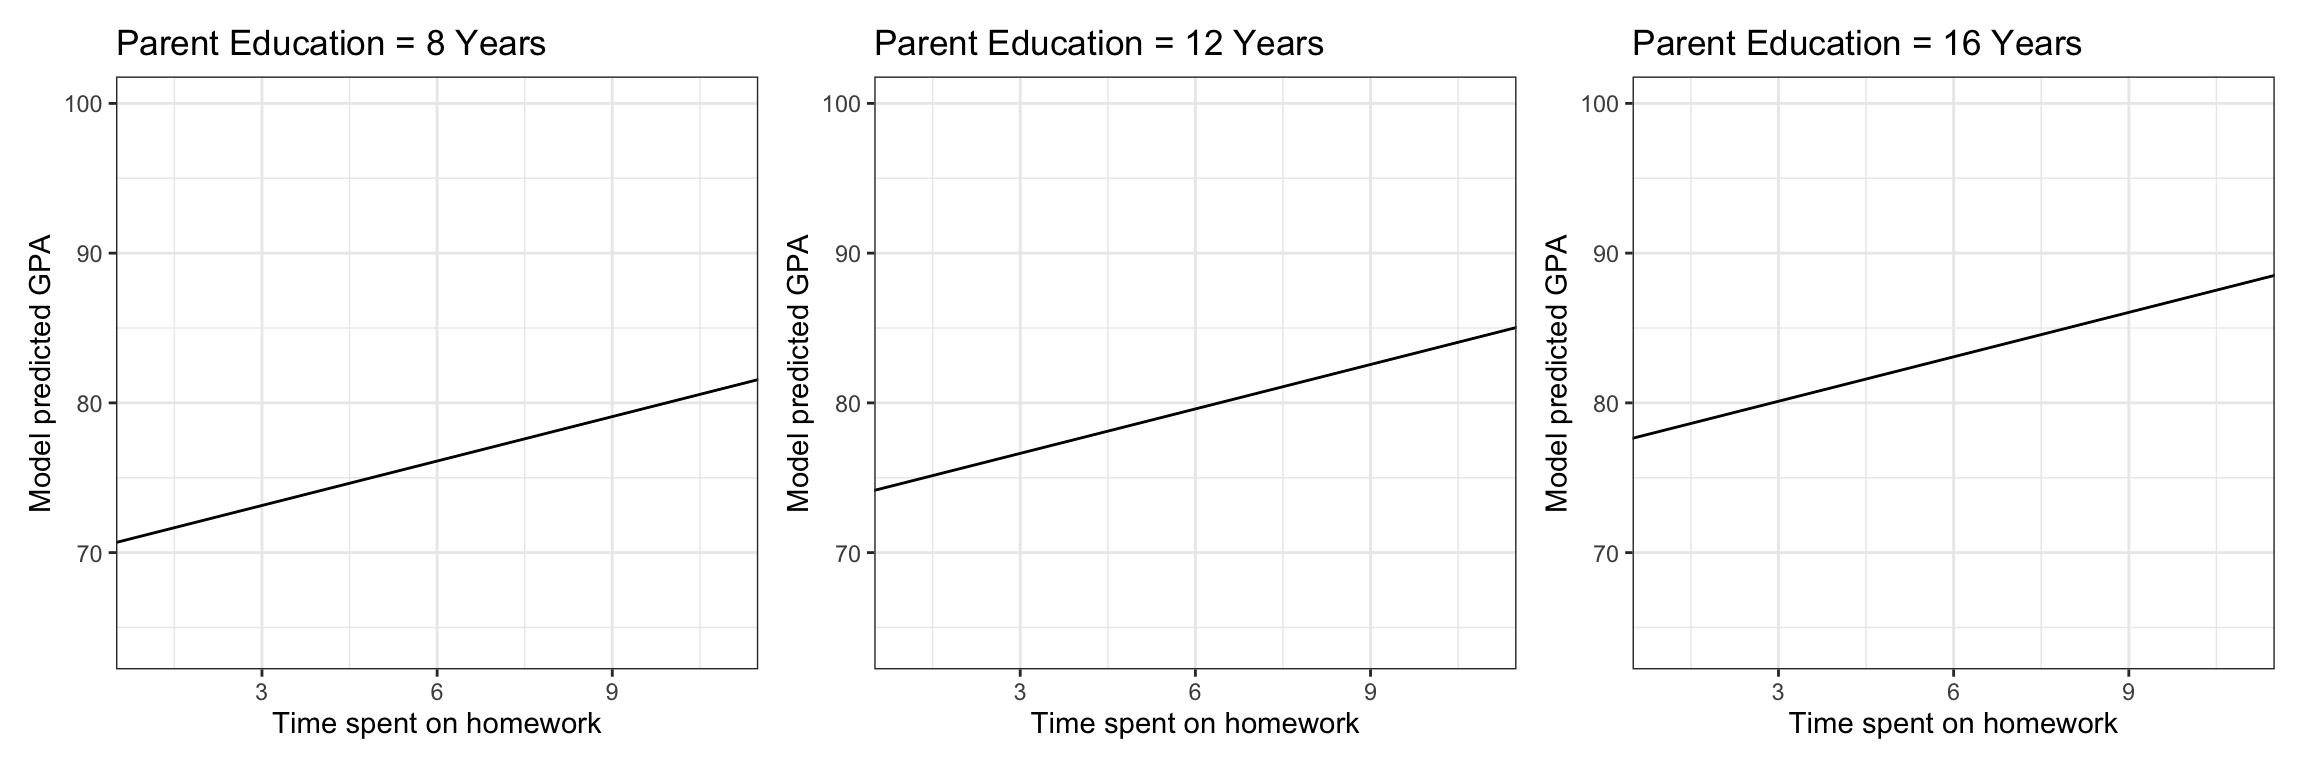 Parent Education = 8 Years
Parent Education = 12 Years
Parent Education = 16 Years
Model predicted GPA
100
90
80
70
3 6 9
Time spent on homework
Model predicted GPA
100
90
80
70
3 6 9
Time spent on homework
Model predicted GPA
100
90
80
70
3 6 9
Time spent on homework